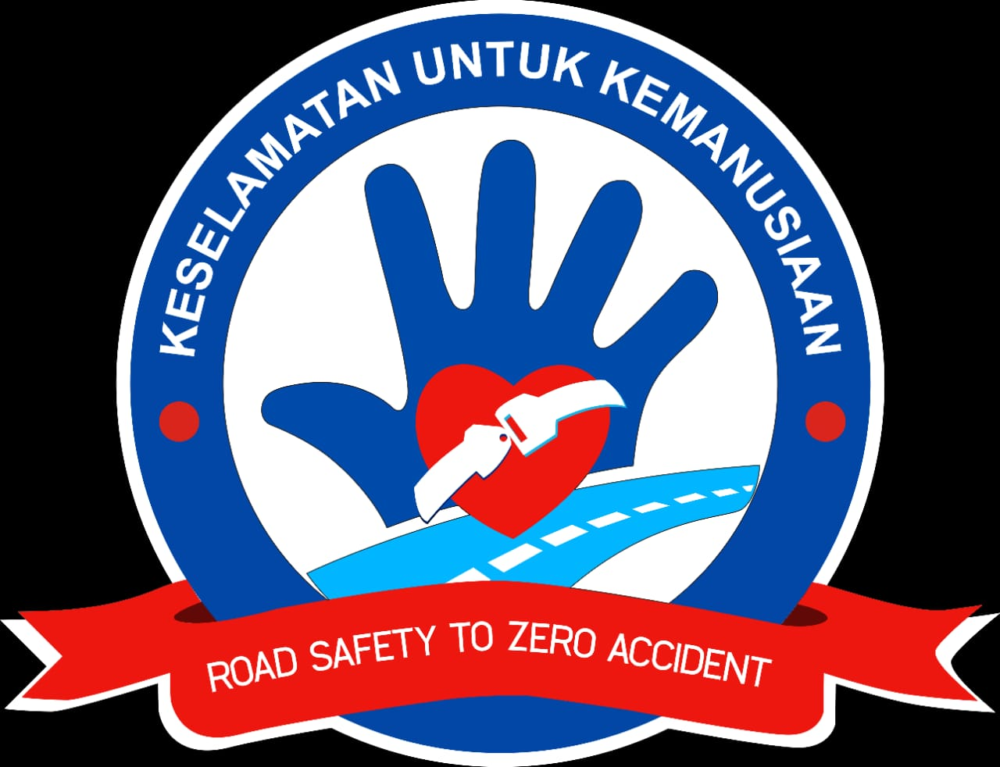 KESELAMATAN UNTUK KEMANUSIAAN
ROAD SAFETY TO ZERO ACCIDENT